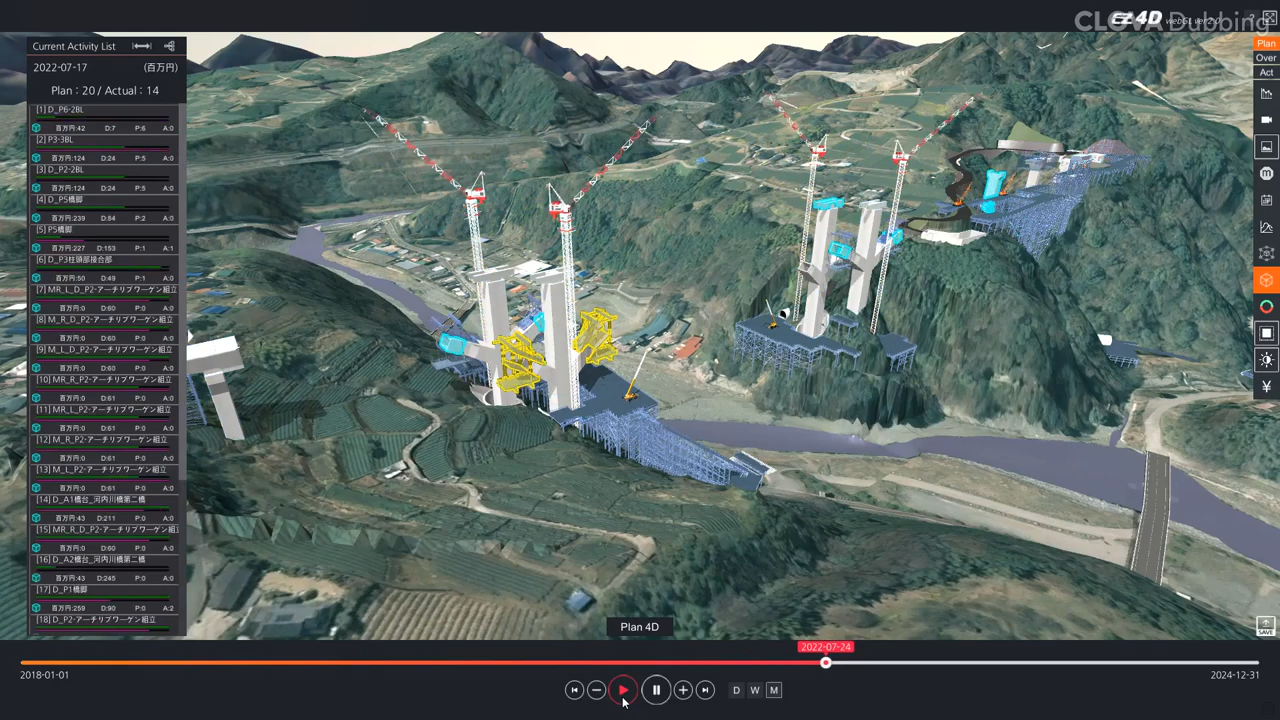 CLOVA Dubbing
EZ4D webGL ver2.0
Current Activity List
2022-07-17 (百万円)
Plan : 20 / Actual : 14
[1] D_P6-2BL
百万円:42 D:7 P:6 A:0
[2] P3-3BL
百万円:124 D:24 P:5 A:0
[3] D_P2-2BL
百万円:124 D:24 P:5 A:0
[4] D_P5橋脚
百万円:239 D:84 P:2 A:0
[5] P5橋脚
百万円:227 D:153 P:1 A:1
[6] D_P3柱頭部接合部
百万円:50 D:49 P:1 A:0
[7] MR_L_D_P2-アーチリブワーゲン組立
百万円:0 D:60 P:0 A:0
[8] M_R_D_P2-アーチリブワーゲン組立
百万円:0 D:60 P:0 A:0
[9] M_L_D_P2-アーチリブワーゲン組立
百万円:0 D:60 P:0 A:0
[10] MR_R_P2-アーチリブワーゲン組立
百万円:0 D:61 P:0 A:0
[11] MR_L_P2-アーチリブワーゲン組立
百万円:0 D:61 P:0 A:0
[12] M_R_P2-アーチリブワーゲン組立
百万円:0 D:61 P:0 A:0
[13] M_L_P2-アーチリブワーゲン組立
百万円:0 D:61 P:0 A:0
[14] D_A1橋台_河内川橋第二橋
百万円:43 D:211 P:0 A:0
[15] MR_R_D_P2-アーチリブワーゲン組立
百万円:0 D:60 P:0 A:0
[16] D_A2橋台_河内川橋第二橋
百万円:43 D:245 P:0 A:0
[17] D_P1橋脚
百万円:259 D:90 P:0 A:2
[18] D_P2-アーチリブワーゲン組立
Plan
Over
Act
m
¥
SAVE
Plan 4D
2022-07-24
2018-01-01
2024-12-31
D W M